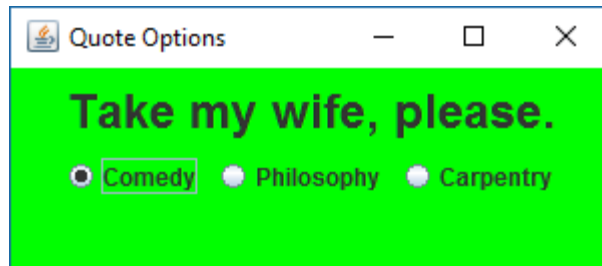 Quote Options
Take my wife, please.
Comedy Philosophy Carpentry